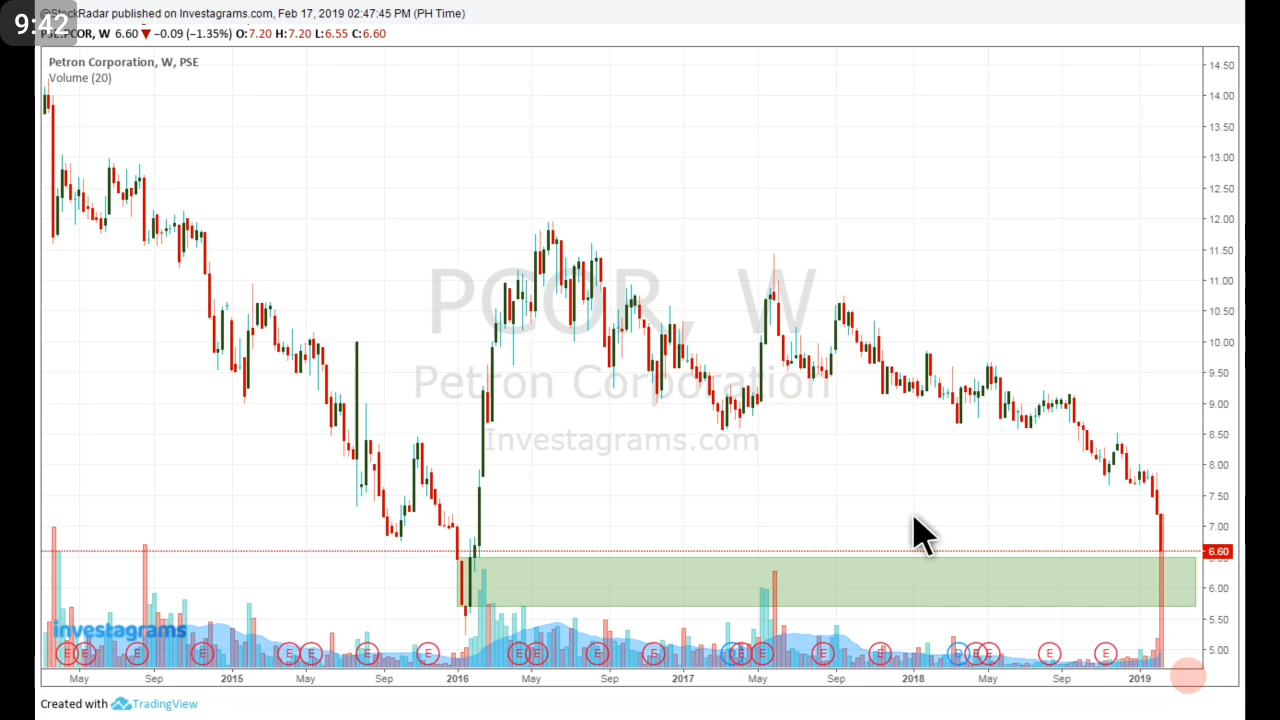 9:42
@StockRadar published on Investagrams.com, Feb 17, 2019 02:47:45 PM (PH Time)
PSE:PCOR, W 6.60 ▼ −0.09 (−1.35%) O:7.20 H:7.20 L:6.55 C:6.60
Petron Corporation, W, PSE
Volume (20)
14.50
14.00
13.50
13.00
12.50
12.00
11.50
11.00
10.50
10.00
9.50
9.00
8.50
8.00
7.50
7.00
6.60
6.00
5.50
5.00
PCOR, W
Petron Corporation
Investagrams.com
investagrams
E E E E E E E E E E E E E E E E E E E
May Sep 2015 May Sep 2016 May Sep 2017 May Sep 2018 May Sep 2019
Created with TradingView